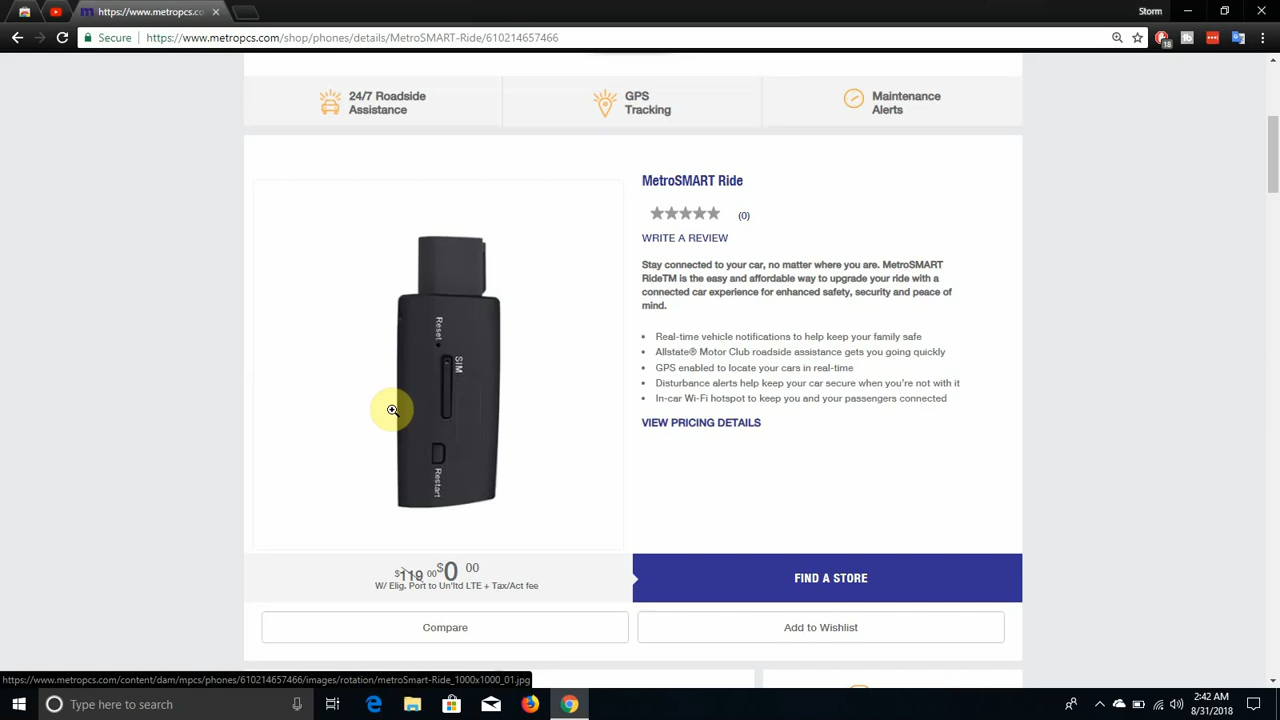 https://www.metropcs.co
Storm
Secure
https://www.metropcs.com/shop/phones/details/MetroSMART-Ride/610214657466
18
24/7 Roadside
Assistance
GPS
Tracking
Maintenance
Alerts
MetroSMART Ride
(0)
WRITE A REVIEW
Stay connected to your car, no matter where you are. MetroSMART
RideTM is the easy and affordable way to upgrade your ride with a
connected car experience for enhanced safety, security and peace of
mind.
Real-time vehicle notifications to help keep your family safe
Allstate® Motor Club roadside assistance gets you going quickly
GPS enabled to locate your cars in real-time
Disturbance alerts help keep your car secure when you're not with it
In-car Wi-Fi hotspot to keep you and your passengers connected
VIEW PRICING DETAILS
Reset
SIM
Restart
$119 00 $0 00
W/ Elig. Port to Un'ltd LTE + Tax/Act fee
FIND A STORE
Compare
Add to Wishlist
https://www.metropcs.com/content/dam/mpcs/phones/610214657466/images/rotation/metroSmart-Ride_1000x1000_01.jpg
Type here to search
2:42 AM
8/31/2018